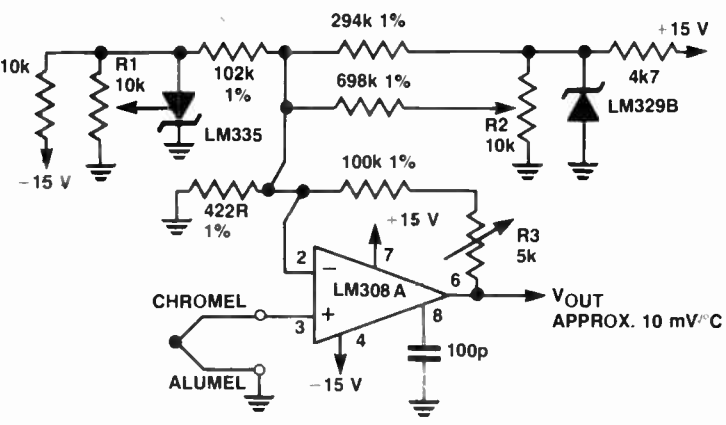 294k 1%
+15 V
10k
R1
10k
102k
1%
4k7
698k 1%
LM329B
LM335
R2
10k
-15 V
100k 1%
422R
1%
+15 V
R3
5k
7
2
-
LM308A
6
VOUT
APPROX. 10 mV/°C
CHROMEL
3
+
8
4
100p
ALUMEL
-15 V